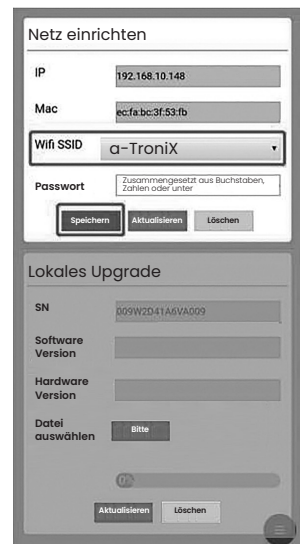 Netz einrichten
IP
192.168.10.148
Mac
ec:fa:bc:3f:53:fb
Wifi SSID
a-TroniX
Passwort
Zusammengesetzt aus Buchstaben,
Zahlen oder unter
Speichern Aktualisieren Löschen
Lokales Upgrade
SN
009W2D41A6VA009
Software
Version
Hardware
Version
Datei
auswählen
Bitte
0%
Aktualisieren Löschen